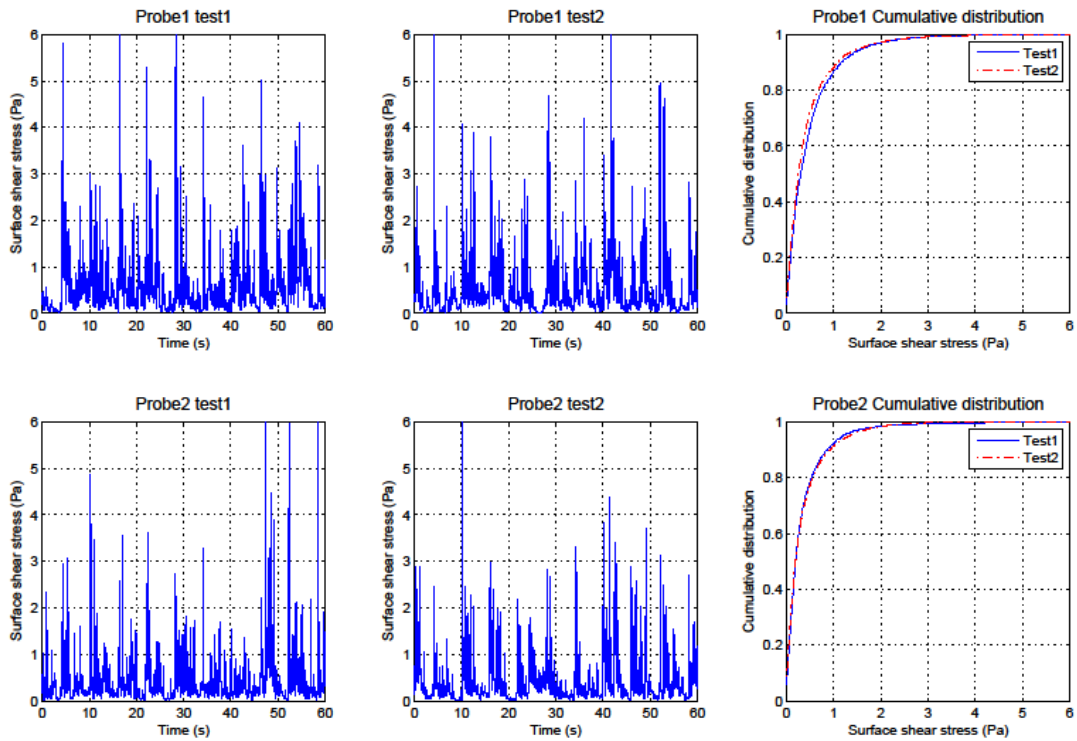 Probe1 test1
Probe1 test2
Probe1 Cumulative distribution
Surface shear stress (Pa)
6
5
4
3
2
1
0
0 10 20 30 40 50 60
Time (s)
Surface shear stress (Pa)
6
5
4
3
2
1
0
0 10 20 30 40 50 60
Time (s)
Cumulative distribution
1
0.8
0.6
0.4
0.2
0
0 1 2 3 4 5 6
Surface shear stress (Pa)
Test1
Test2
Probe2 test1
Probe2 test2
Probe2 Cumulative distribution
Surface shear stress (Pa)
6
5
4
3
2
1
0
0 10 20 30 40 50 60
Time (s)
Surface shear stress (Pa)
6
5
4
3
2
1
0
0 10 20 30 40 50 60
Time (s)
Cumulative distribution
1
0.8
0.6
0.4
0.2
0
0 1 2 3 4 5 6
Surface shear stress (Pa)
Test1
Test2